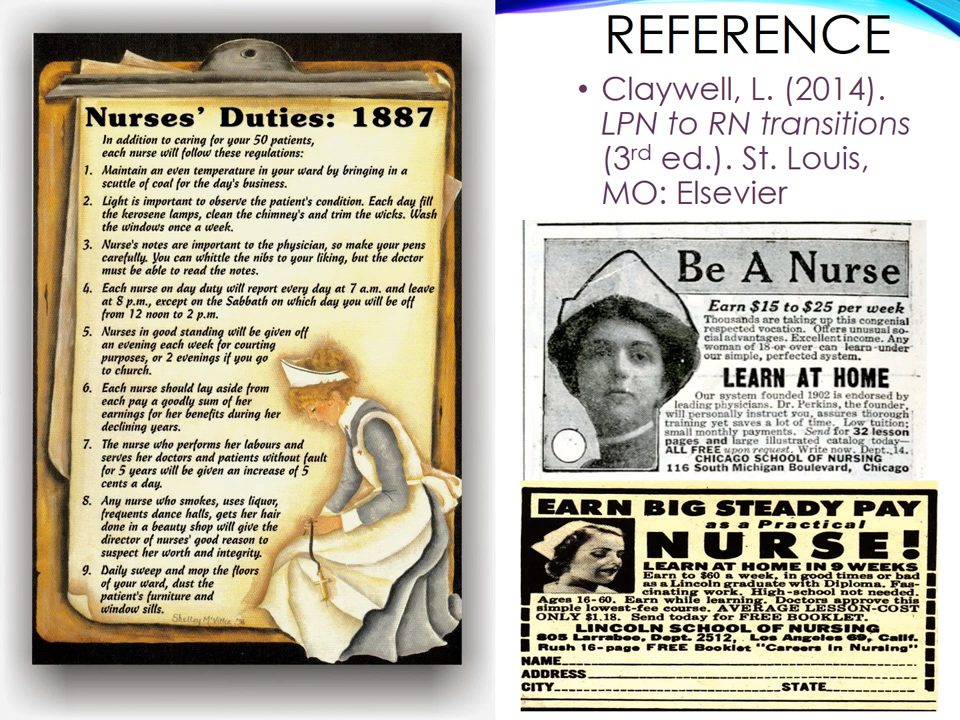 Nurses' Duties: 1887
In addition to caring for your 50 patients,
each nurse will follow these regulations:
1. Maintain an even temperature in your ward by bringing in a
scuttle of coal for the day's business.
2. Light is important to observe the patient's condition. Each day fill
the kerosene lamps, clean the chimney's and trim the wicks. Wash
the windows once a week.
3. Nurse's notes are important to the physician, so make your pens
carefully. You can whittle the nibs to your liking, but the doctor
must be able to read the notes.
4. Each nurse on day duty will report every day at 7 a.m. and leave
at 8 p.m., except on the Sabbath on which day you will be off
from 12 noon to 2 p.m.
5. Nurses in good standing will be given off
an evening each week for courting
purposes, or 2 evenings if you go
to church.
6. Each nurse should lay aside from
each pay a goodly sum of her
earnings for her benefits during her
declining years.
7. The nurse who performs her labours and
serves her doctors and patients without fault
for 5 years will be given an increase of 5
cents a day.
8. Any nurse who smokes, uses liquor,
frequents dance halls, gets her hair
done in a beauty shop will give the
director of nurses' good reason to
suspect her worth and integrity.
9. Daily sweep and mop the floors
of your ward, dust the
patient's furniture and
window sills.
Shelley McVittie
REFERENCE
• Claywell, L. (2014).
LPN to RN transitions
(3rd ed.). St. Louis,
MO: Elsevier
Be A Nurse
Earn $15 to $25 per week
Thousands are taking up this congenial
respected vocation. Offers unusual so-
cial advantages. Excellent income. Any
woman of 18 or over can learn under
our simple, perfected system.
LEARN AT HOME
Our system founded 1902 is endorsed by
leading physicians. Dr. Perkins, the founder,
will personally instruct you, assures thorough
training yet saves a lot of time. Low tuition;
small monthly payments. Send for 32 lesson
pages and large illustrated catalog today—
ALL FREE upon request. Write now. Dept. 14.
CHICAGO SCHOOL OF NURSING
116 South Michigan Boulevard, Chicago
EARN BIG STEADY PAY
as a Practical
NURSE!
LEARN AT HOME IN 9 WEEKS
Earn to $60 a week, in good times or bad
as a Lincoln graduate with Diploma. Fas-
cinating work. High-school not needed.
Ages 16-60. Earn while learning. Doctors approve this
simple lowest-fee course. AVERAGE LESSON-COST
ONLY $1.18. Send today for FREE BOOKLET.
LINCOLN SCHOOL OF NURSING
805 Larrabee, Dept. 2512, Los Angeles 69, Calif.
Rush 16-page FREE Booklet "Careers in Nursing"
NAME
ADDRESS
CITY STATE